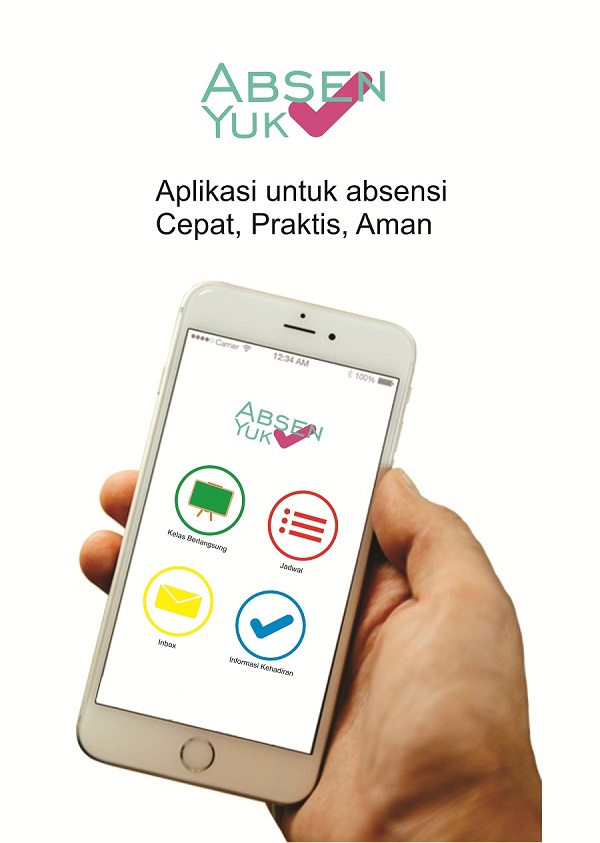 ABSEN
YUK
Aplikasi untuk absensi
Cepat, Praktis, Aman
Carrier
12:34 AM
100%
ABSEN
YUK
Kelas Berlangsung
Jadwal
Inbox
Informasi Kehadiran